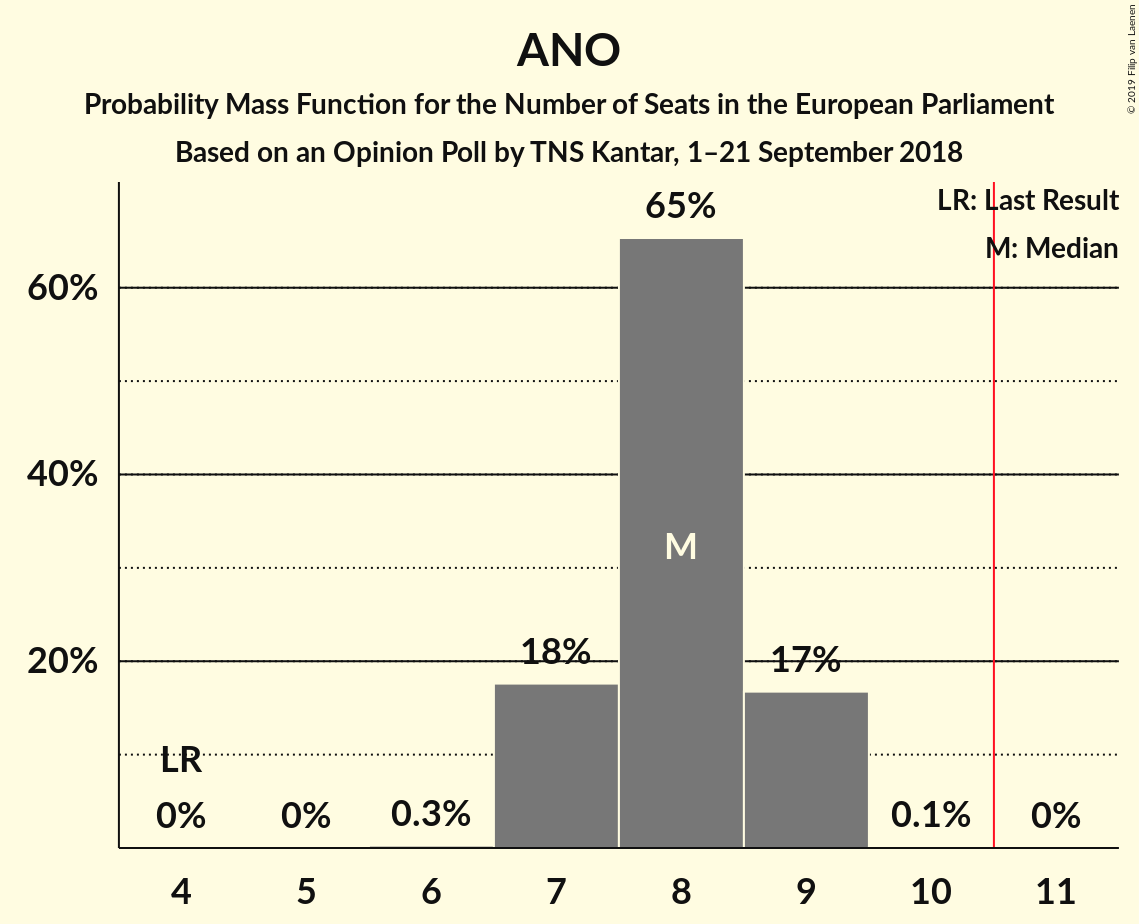 ANO
Probability Mass Function for the Number of Seats in the European Parliament
Based on an Opinion Poll by TNS Kantar, 1–21 September 2018
© 2019 Filip van Laenen
LR: Last Result
M: Median
65%
60%
40%
M
20%
18%
17%
LR
0%
0%
0.3%
0.1%
0%
4 5 6 7 8 9 10 11